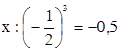 x : (−1/2)³ = −0,5